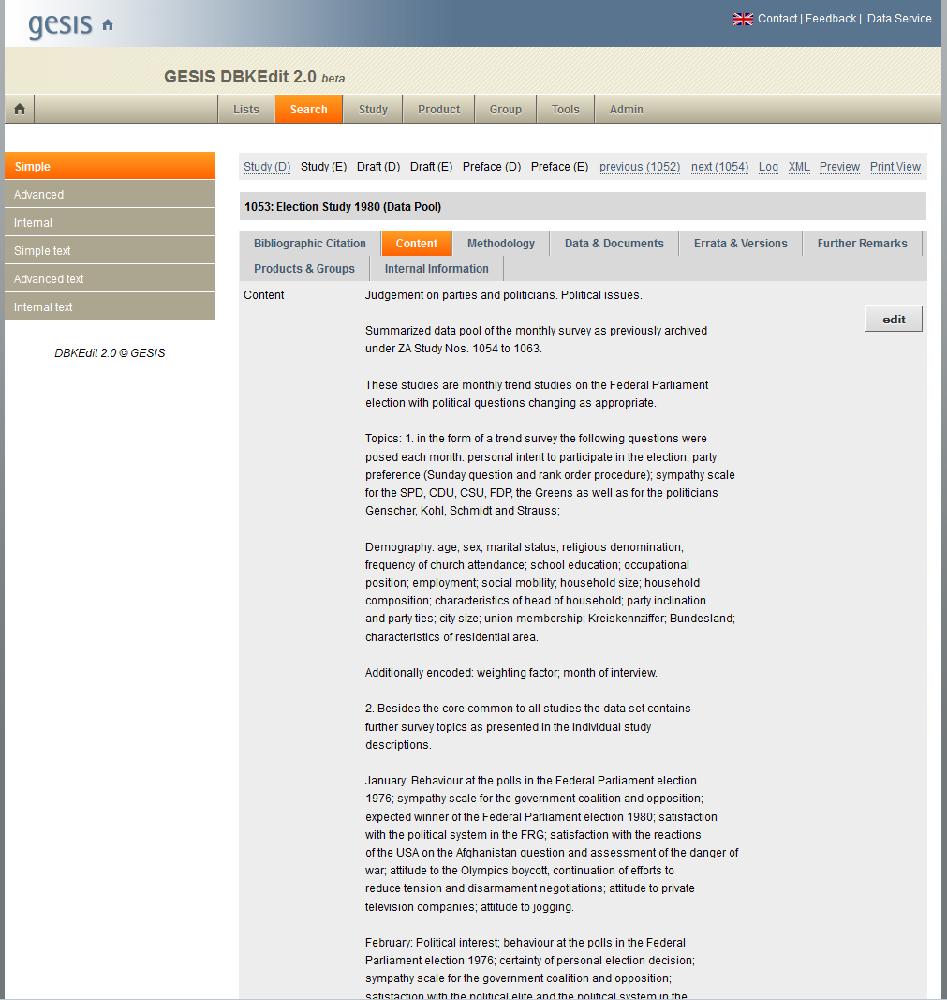 gesis
Contact | Feedback | Data Service
GESIS DBKEdit 2.0 beta
Lists Search Study Product Group Tools Admin
Simple
Advanced
Internal
Simple text
Advanced text
Internal text
DBKEdit 2.0 © GESIS
Study (D) Study (E) Draft (D) Draft (E) Preface (D) Preface (E) previous (1052) next (1054) Log XML Preview Print View
1053: Election Study 1980 (Data Pool)
Bibliographic Citation Content Methodology Data & Documents Errata & Versions Further Remarks
Products & Groups Internal Information
Content
Judgement on parties and politicians. Political issues.
edit
Summarized data pool of the monthly survey as previously archived
under ZA Study Nos. 1054 to 1063.
These studies are monthly trend studies on the Federal Parliament
election with political questions changing as appropriate.
Topics: 1. in the form of a trend survey the following questions were
posed each month: personal intent to participate in the election; party
preference (Sunday question and rank order procedure); sympathy scale
for the SPD, CDU, CSU, FDP, the Greens as well as for the politicians
Genscher, Kohl, Schmidt and Strauss;
Demography: age; sex; marital status; religious denomination;
frequency of church attendance; school education; occupational
position; employment; social mobility; household size; household
composition; characteristics of head of household; party inclination
and party ties; city size; union membership; Kreiskennziffer; Bundesland;
characteristics of residential area.
Additionally encoded: weighting factor; month of interview.
2. Besides the core common to all studies the data set contains
further survey topics as presented in the individual study
descriptions.
January: Behaviour at the polls in the Federal Parliament election
1976; sympathy scale for the government coalition and opposition;
expected winner of the Federal Parliament election 1980; satisfaction
with the political system in the FRG; satisfaction with the reactions
of the USA on the Afghanistan question and assessment of the danger of
war; attitude to the Olympics boycott, continuation of efforts to
reduce tension and disarmament negotiations; attitude to private
television companies; attitude to jogging.
February: Political interest; behaviour at the polls in the Federal
Parliament election 1976; certainty of personal election decision;
sympathy scale for the government coalition and opposition;
satisfaction with the political elite and the political system in the